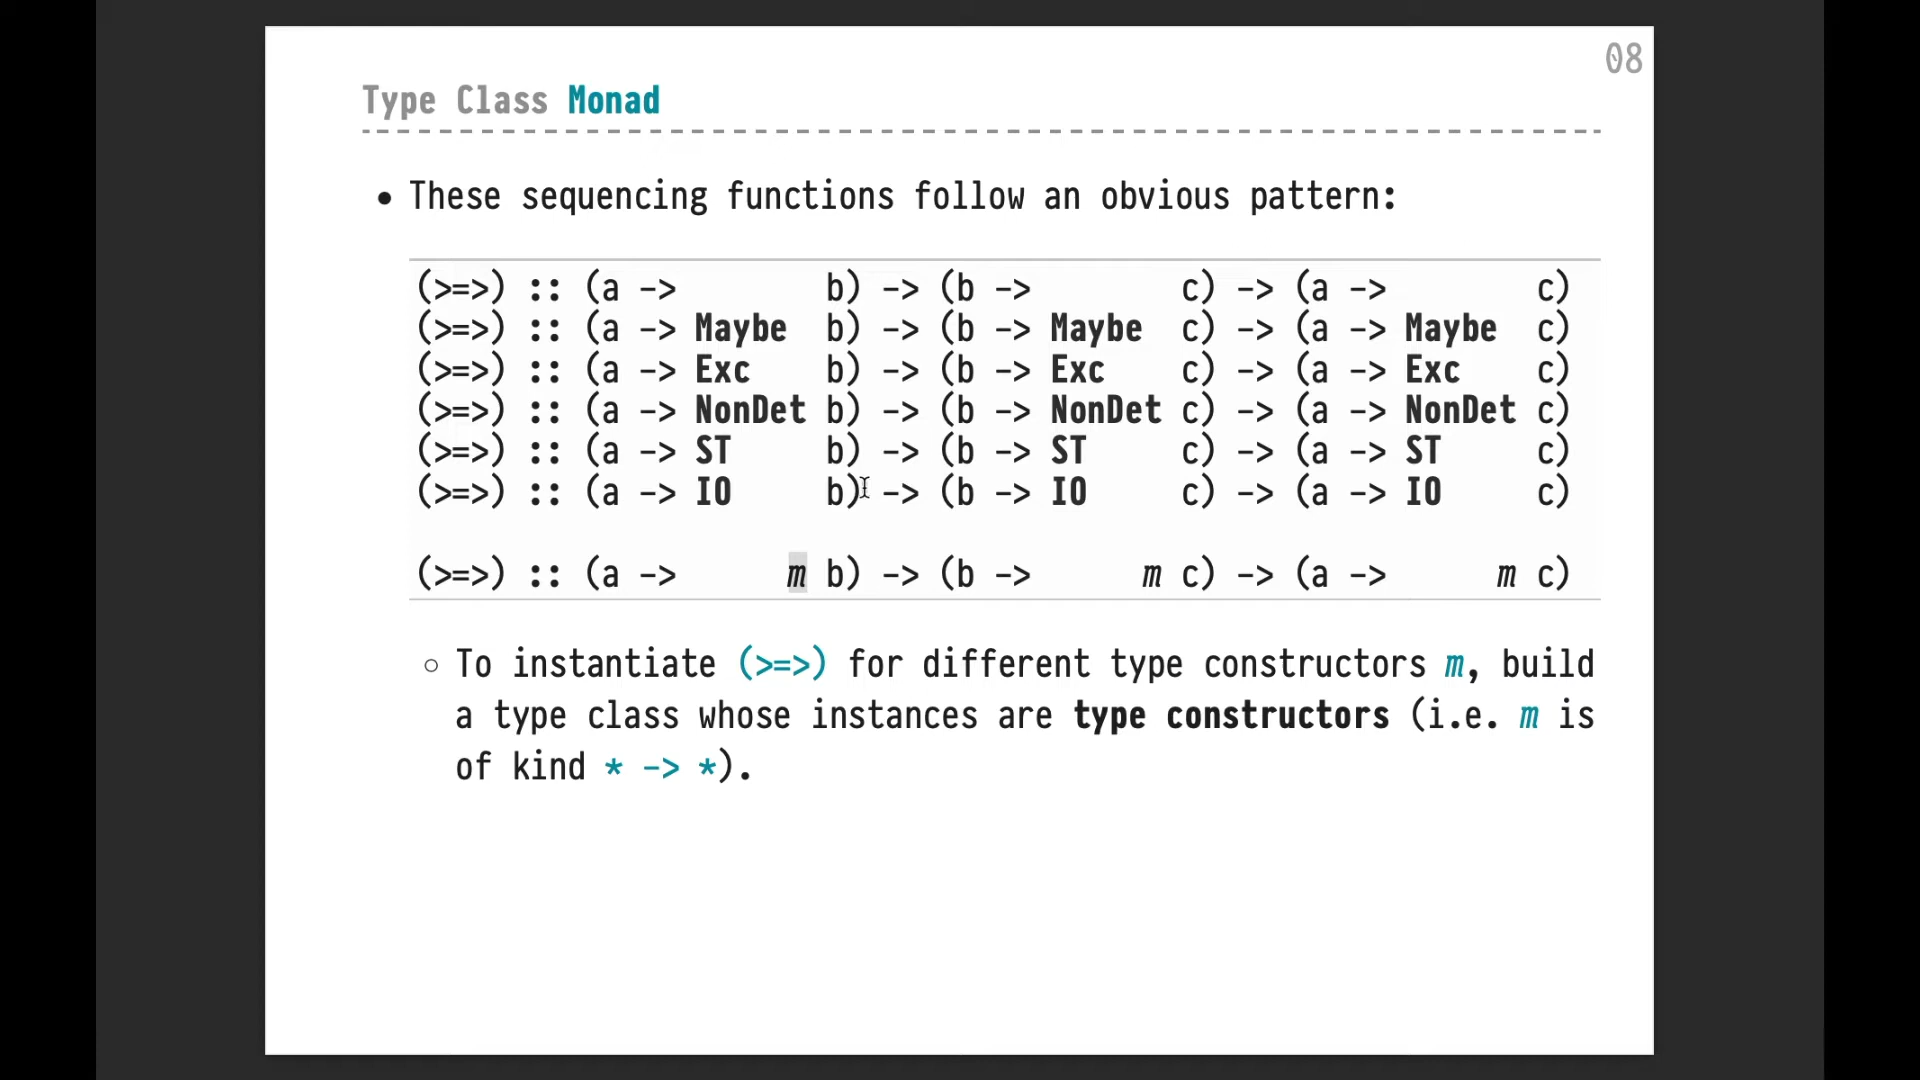 08
Type Class Monad
• These sequencing functions follow an obvious pattern:
(>=>) :: (a ->        b) -> (b ->        c) -> (a ->        c)
(>=>) :: (a -> Maybe  b) -> (b -> Maybe  c) -> (a -> Maybe  c)
(>=>) :: (a -> Exc    b) -> (b -> Exc    c) -> (a -> Exc    c)
(>=>) :: (a -> NonDet b) -> (b -> NonDet c) -> (a -> NonDet c)
(>=>) :: (a -> ST     b) -> (b -> ST     c) -> (a -> ST     c)
(>=>) :: (a -> IO     b) -> (b -> IO     c) -> (a -> IO     c)
(>=>) :: (a ->      m b) -> (b ->      m c) -> (a ->      m c)
○ To instantiate (>=>) for different type constructors m, build
a type class whose instances are type constructors (i.e. m is
of kind * -> *).